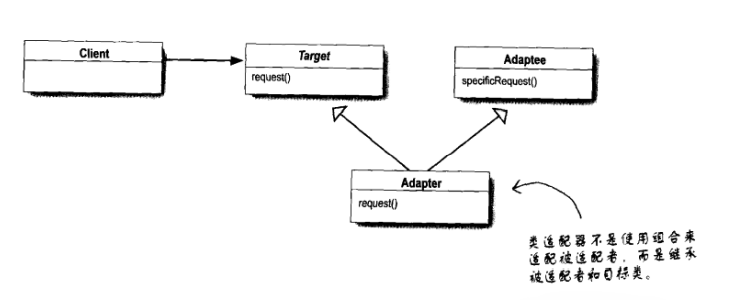 Client
Target
request()
Adaptee
specificRequest()
Adapter
request()
类适配器不是使用组合来
适配被适配者，而是继承
被适配者和目标类。